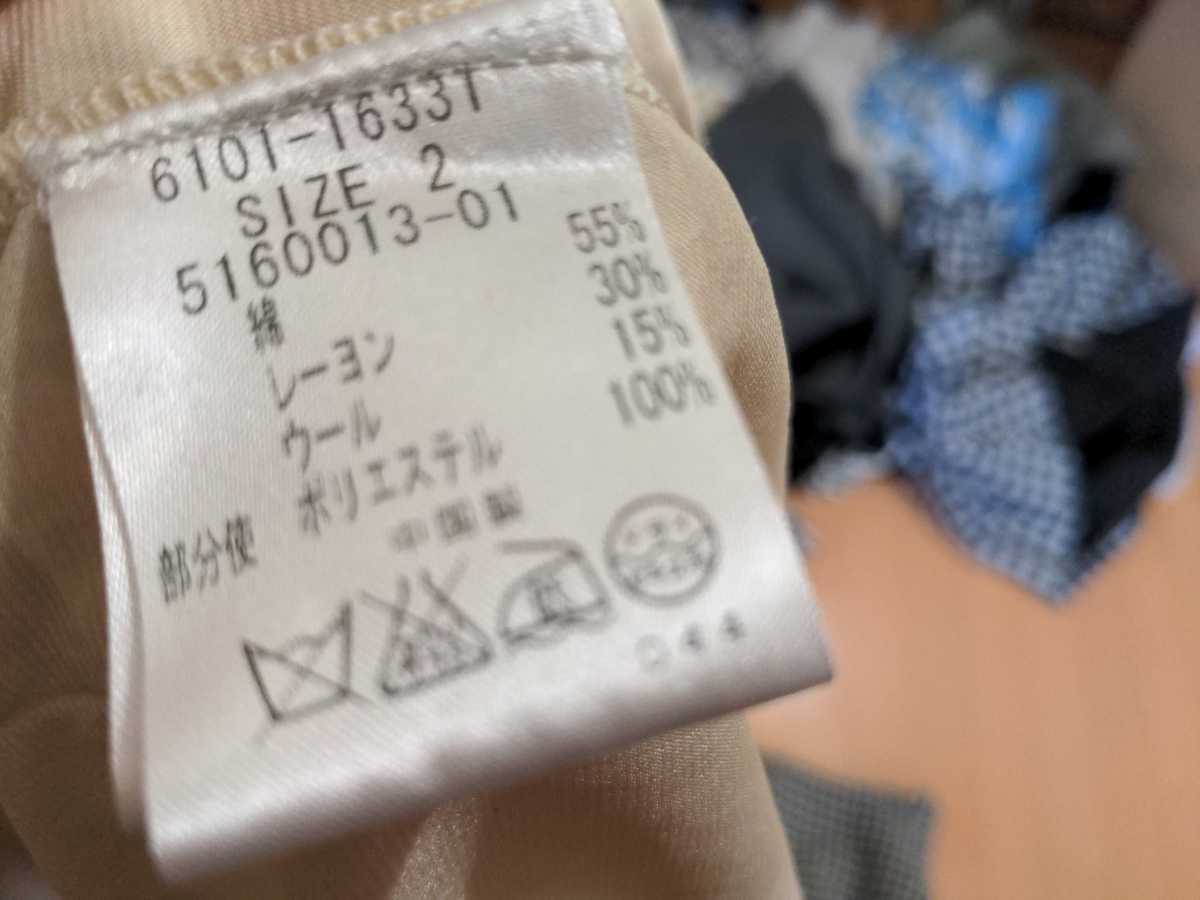 6101-16331
SIZE 2
5160013-01
綿 55%
レーヨン 30%
ウール 15%
部分使 ポリエステル 100%
中国製